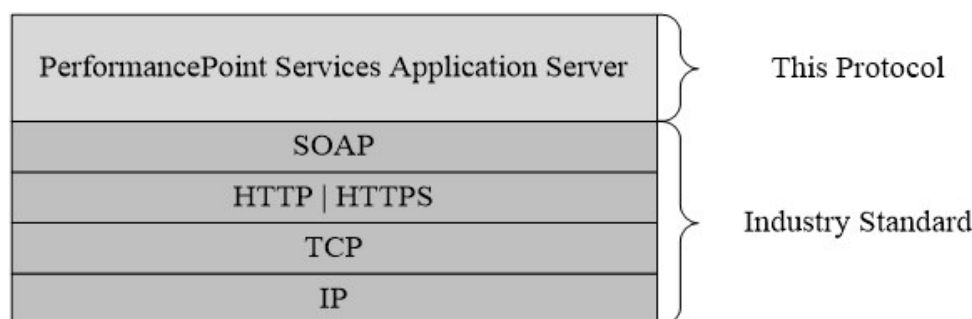 PerformancePoint Services Application Server
This Protocol
SOAP
HTTP | HTTPS
TCP
Industry Standard
IP